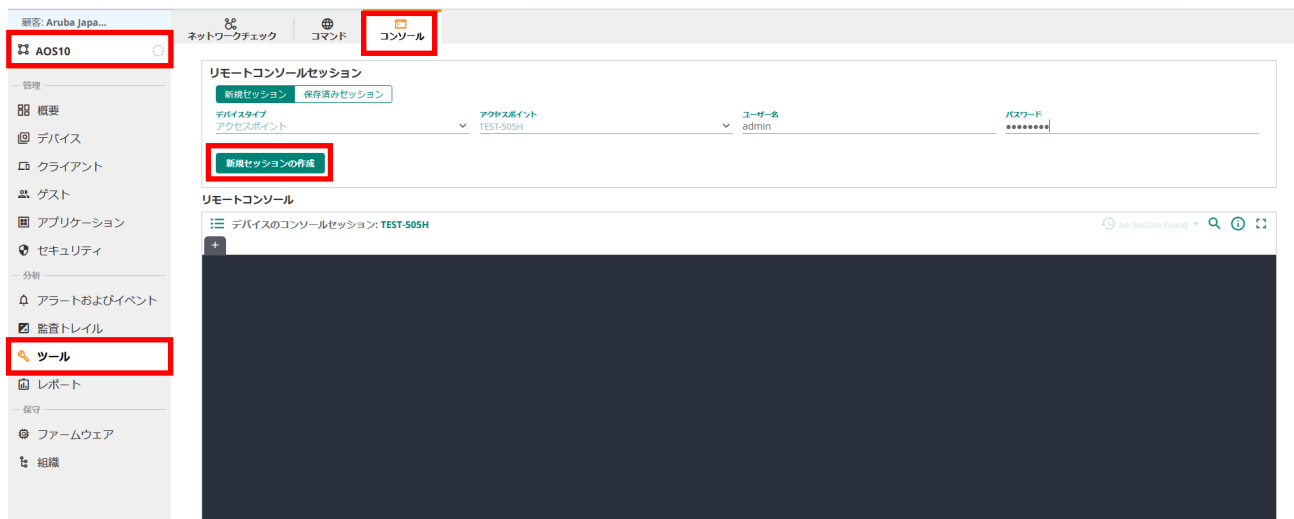 顧客: Aruba Japa...
AOS10
管理
概要
デバイス
クライアント
ゲスト
アプリケーション
セキュリティ
分析
アラートおよびイベント
監査トレイル
ツール
レポート
保守
ファームウェア
組織
ネットワークチェック
コマンド
コンソール
リモートコンソールセッション
新規セッション 保存済みセッション
デバイスタイプ アクセスポイント ユーザー名 パスワード
アクセスポイント TEST-505H admin ••••••••
新規セッションの作成
リモートコンソール
デバイスのコンソールセッション: TEST-505H No Session Found
+